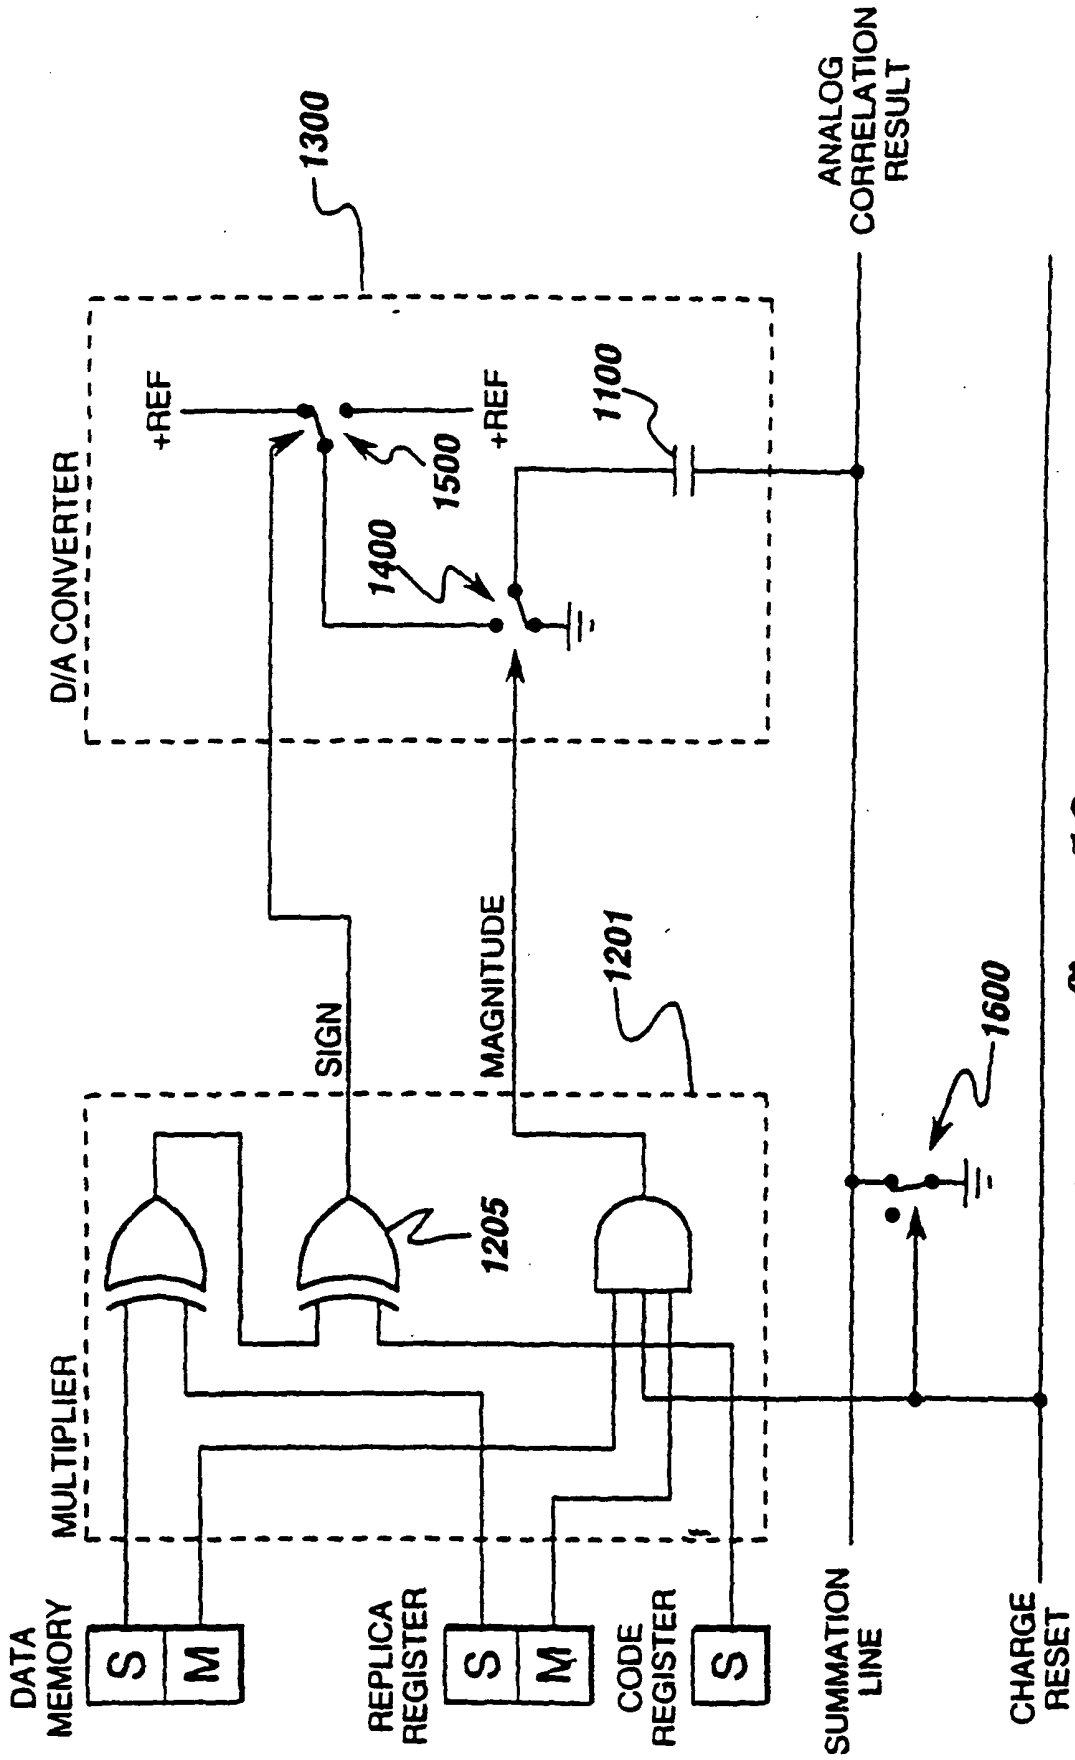 DATA
MEMORY
S
M
REPLICA
REGISTER
S
M
CODE
REGISTER
S
SUMMATION
LINE
CHARGE
RESET
MULTIPLIER
1205
1201
SIGN
MAGNITUDE
1600
D/A CONVERTER
+REF
+REF
1500
1400
1100
1300
ANALOG
CORRELATION
RESULT